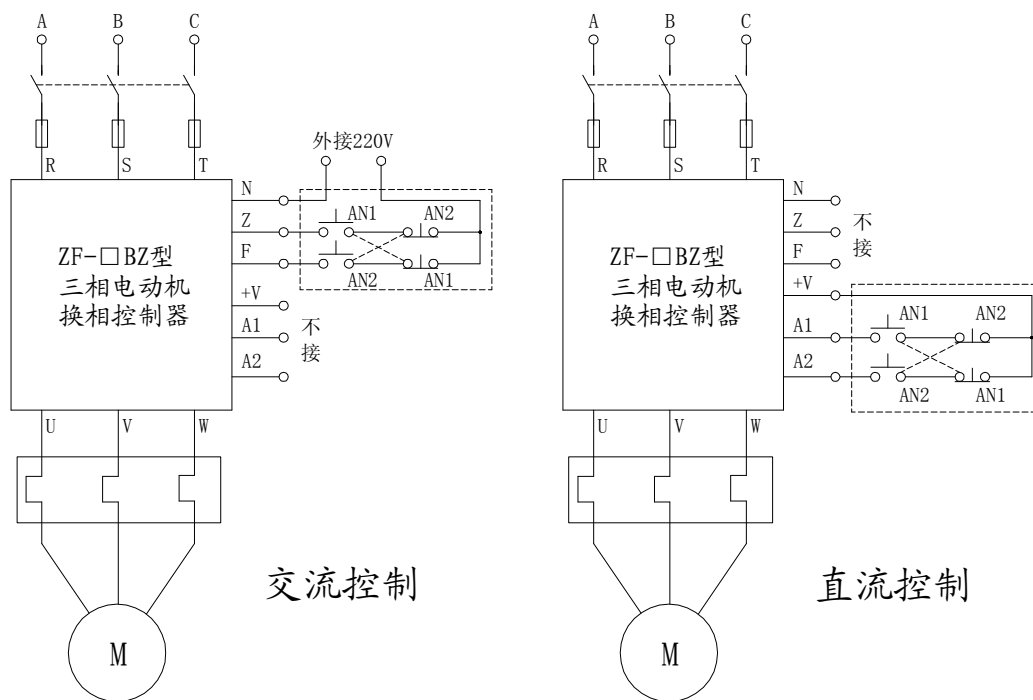 A B C
R S T
外接220V
N
Z
F
+V
A1
A2
AN1 AN2
AN2 AN1
不
接
ZF-□BZ型
三相电动机
换相控制器
U V W
M
交流控制
A B C
R S T
N
Z
F
+V
A1
A2
不
接
AN1 AN2
AN2 AN1
ZF-□BZ型
三相电动机
换相控制器
U V W
M
直流控制